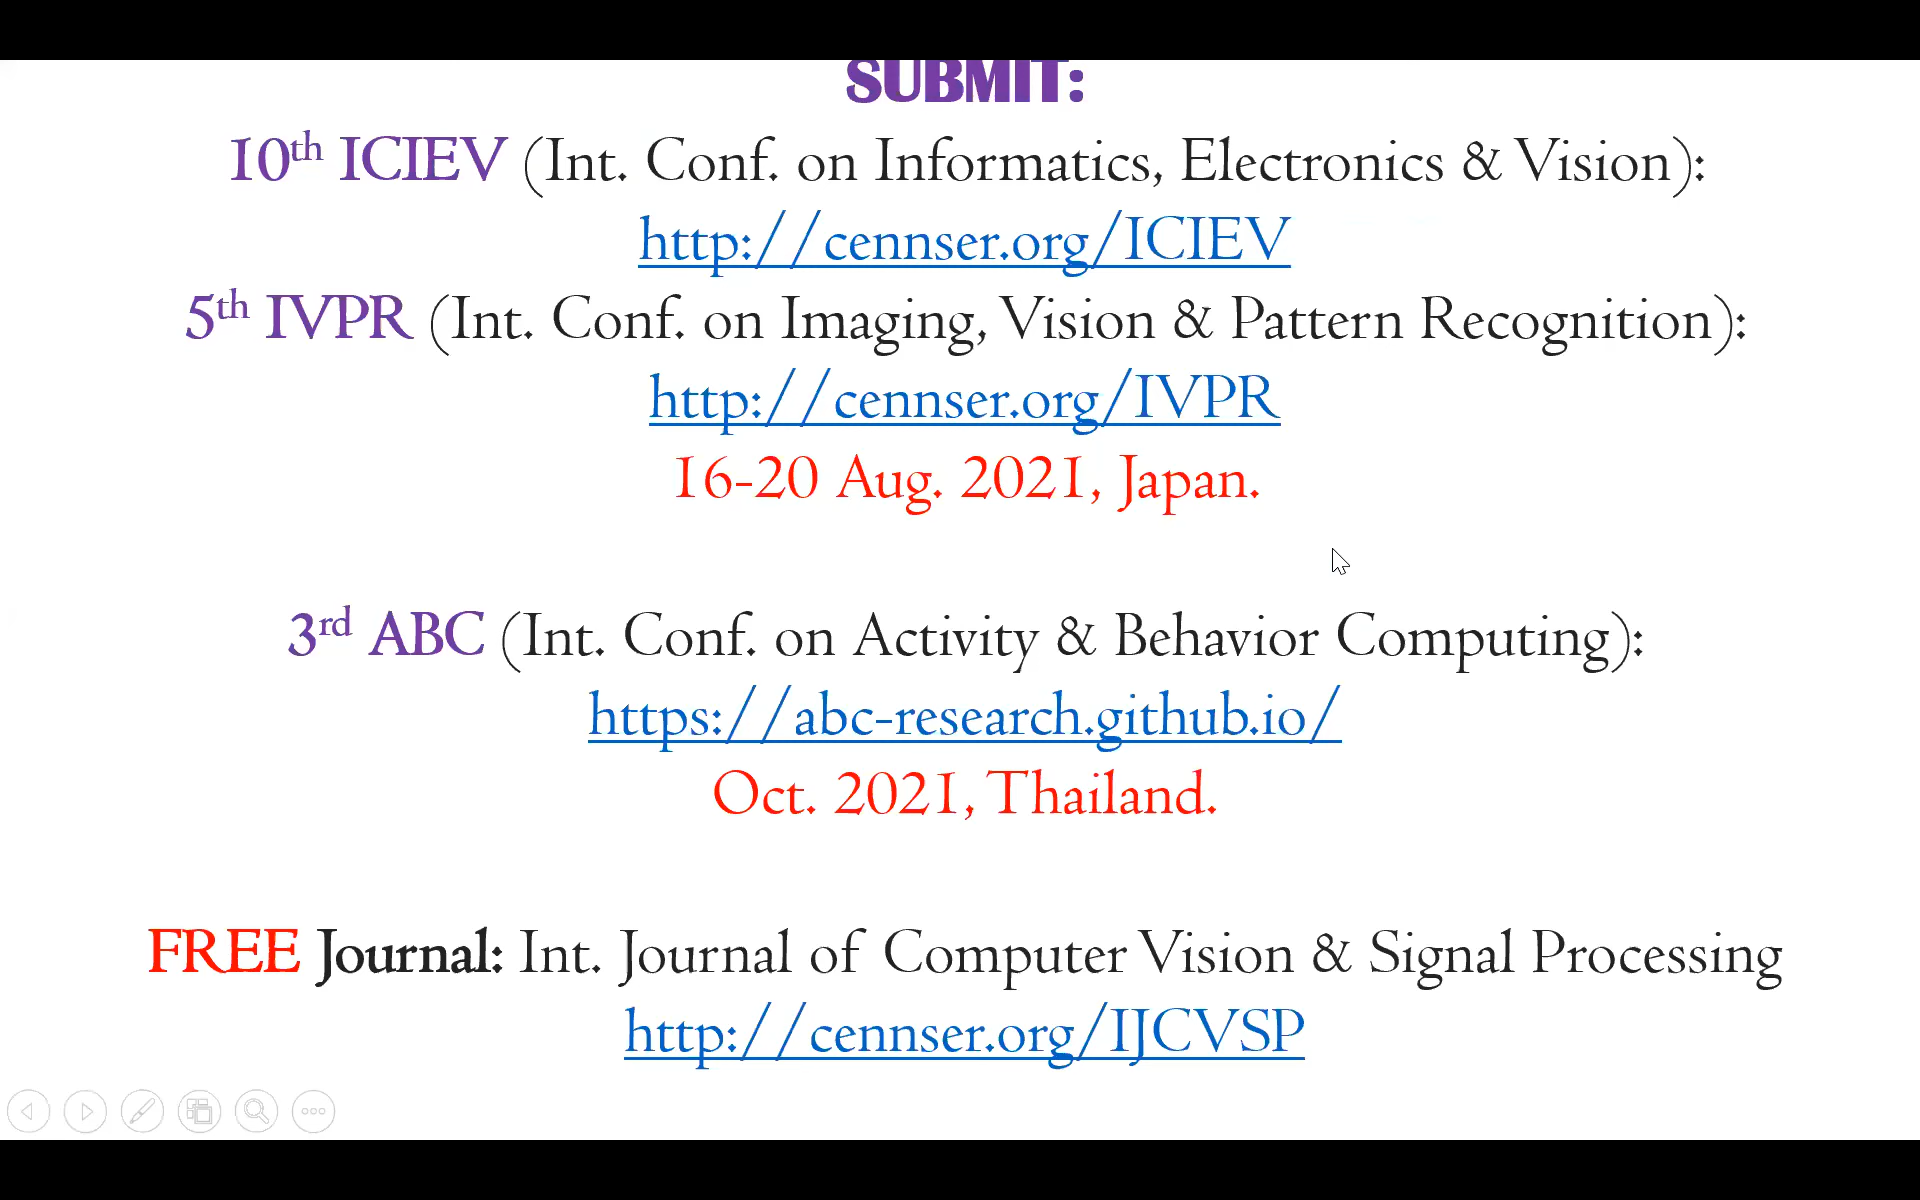 SUBMIT:
10th ICIEV (Int. Conf. on Informatics, Electronics & Vision):
http://cennser.org/ICIEV
5th IVPR (Int. Conf. on Imaging, Vision & Pattern Recognition):
http://cennser.org/IVPR
16-20 Aug. 2021, Japan.
3rd ABC (Int. Conf. on Activity & Behavior Computing):
https://abc-research.github.io/
Oct. 2021, Thailand.
FREE Journal: Int. Journal of Computer Vision & Signal Processing
http://cennser.org/IJCVSP